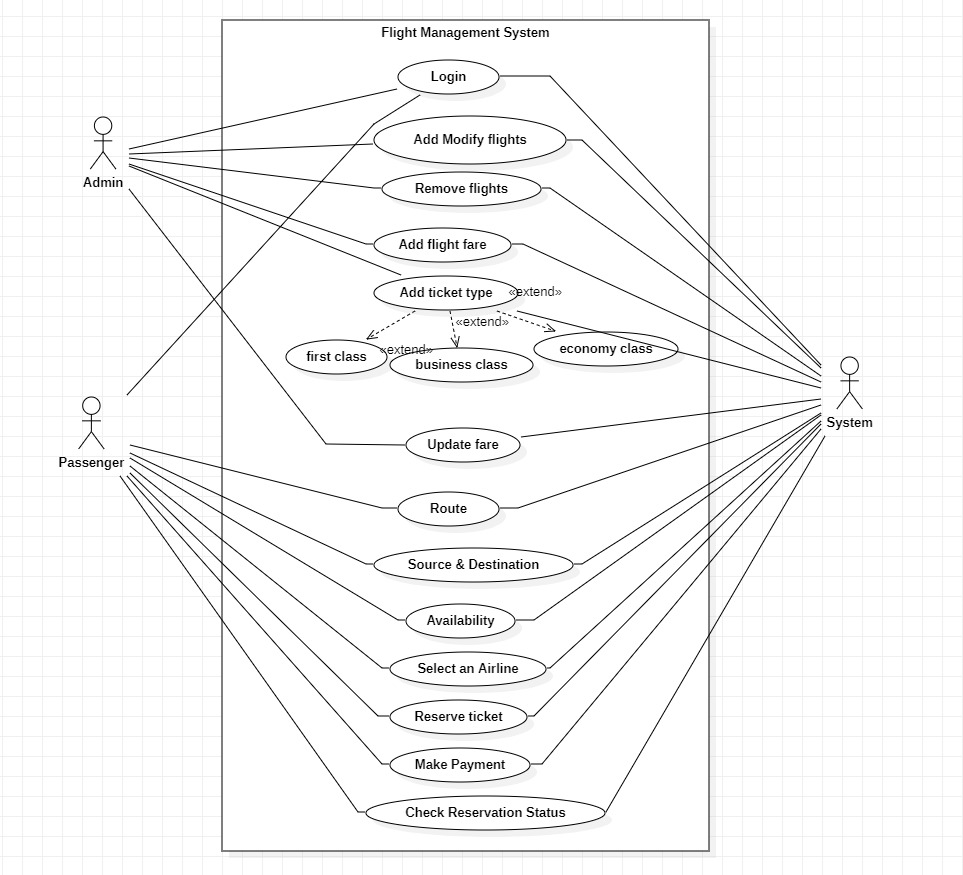 Flight Management System
Login
Add Modify flights
Admin
Remove flights
Add flight fare
Add ticket type
«extend»
«extend»
«extend»
first class
business class
economy class
System
Update fare
Passenger
Route
Source & Destination
Availability
Select an Airline
Reserve ticket
Make Payment
Check Reservation Status